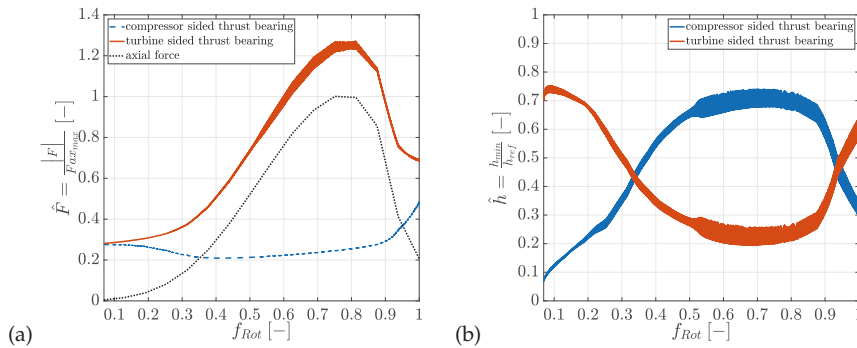 compressor sided thrust bearing
turbine sided thrust bearing
axial force
1.4
1.2
1
0.8
0.6
0.4
0.2
0
F̂ = |F| / Fax_max [−]
0.1 0.2 0.3 0.4 0.5 0.6 0.7 0.8 0.9 1
f_Rot [−]
(a)
compressor sided thrust bearing
turbine sided thrust bearing
1
0.9
0.8
0.7
0.6
0.5
0.4
0.3
0.2
0.1
0
ĥ = h_min / h_ref [−]
0.1 0.2 0.3 0.4 0.5 0.6 0.7 0.8 0.9 1
f_Rot [−]
(b)